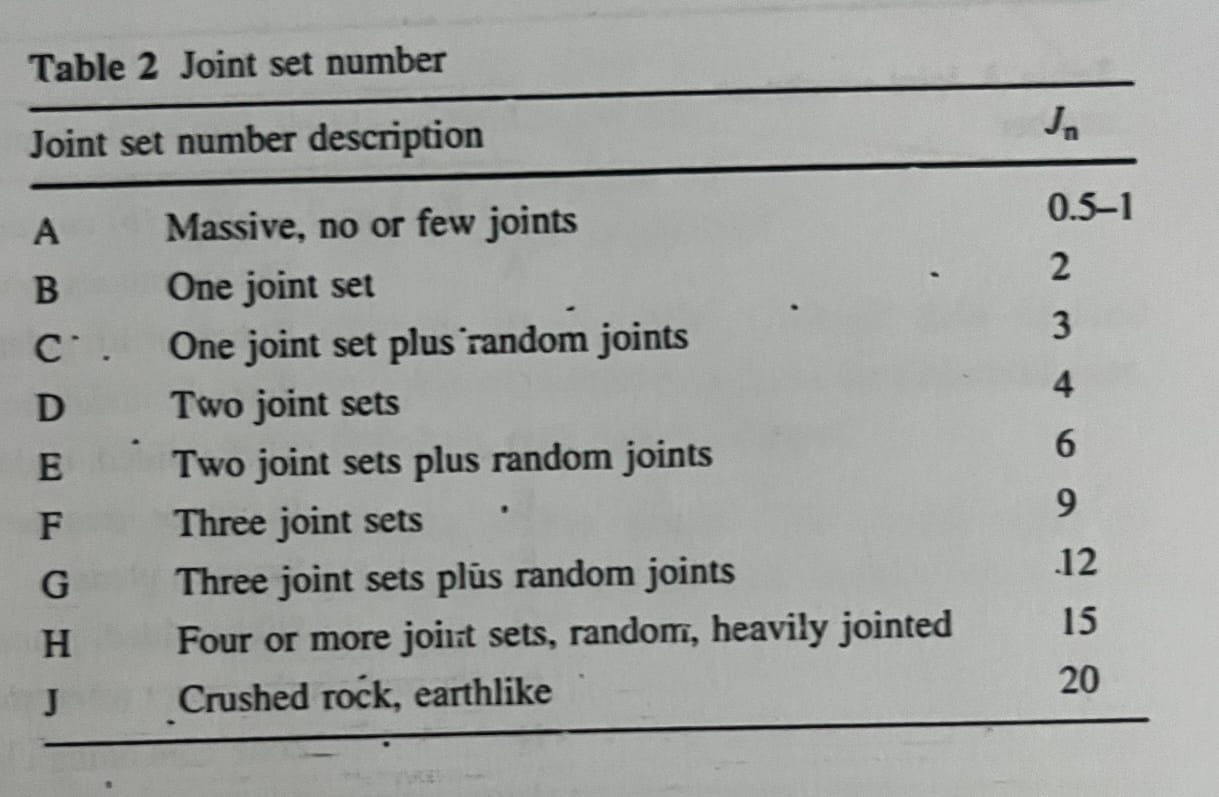 Table 2 Joint set number
Joint set number description Jn
A Massive, no or few joints 0.5–1
B One joint set 2
C One joint set plus random joints 3
D Two joint sets 4
E Two joint sets plus random joints 6
F Three joint sets 9
G Three joint sets plus random joints 12
H Four or more joint sets, random, heavily jointed 15
J Crushed rock, earthlike 20